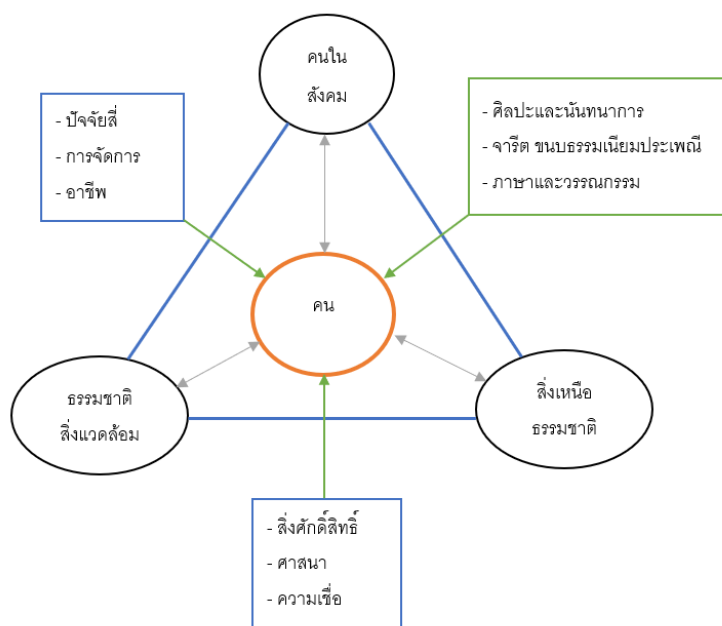 คนใน
สังคม
- ปัจจัยสี่
- การจัดการ
- อาชีพ
- ศิลปะและนันทนาการ
- จารีต ขนบธรรมเนียมประเพณี
- ภาษาและวรรณกรรม
คน
ธรรมชาติ
สิ่งแวดล้อม
สิ่งเหนือ
ธรรมชาติ
- สิ่งศักดิ์สิทธิ์
- ศาสนา
- ความเชื่อ